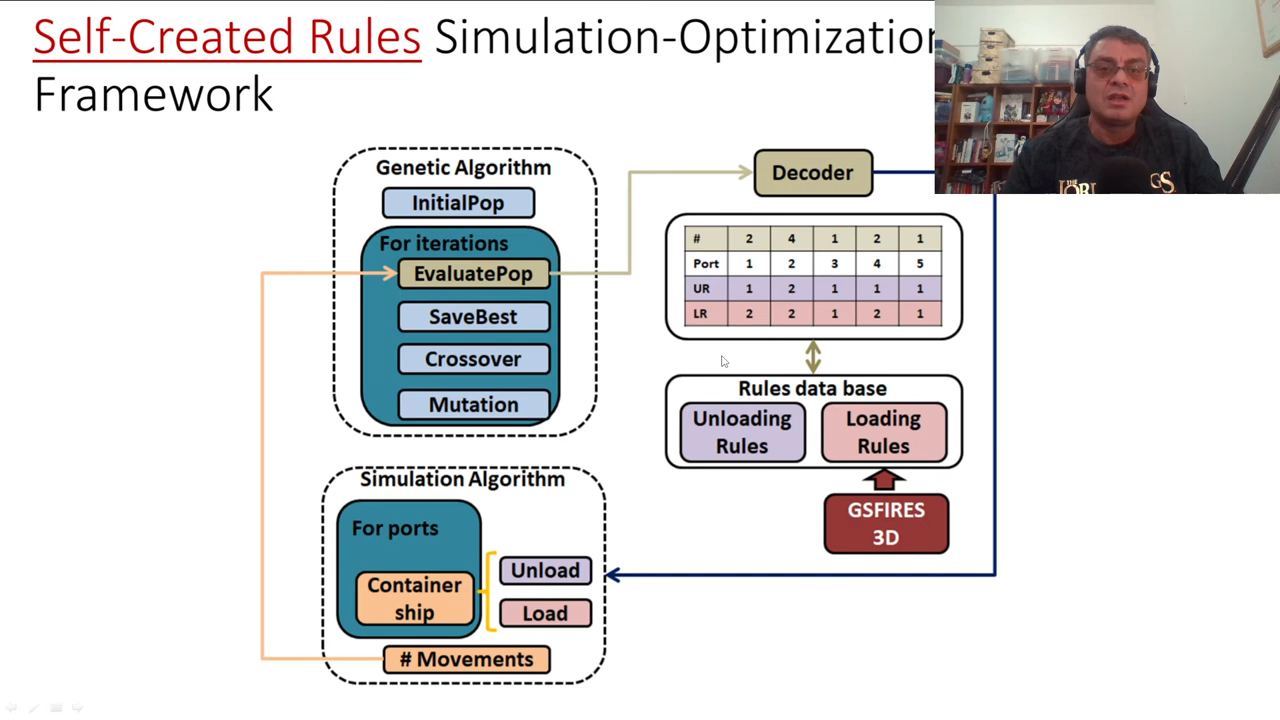 Self-Created Rules Simulation-Optimization
Framework
Genetic Algorithm
InitialPop
For iterations
EvaluatePop
SaveBest
Crossover
Mutation
Decoder
# 2 4 1 2 1
Port 1 2 3 4 5
UR 1 2 1 1 1
LR 2 2 1 2 1
Rules data base
Unloading
Rules
Loading
Rules
GSFIRES
3D
Simulation Algorithm
For ports
Container
ship
Unload
Load
# Movements